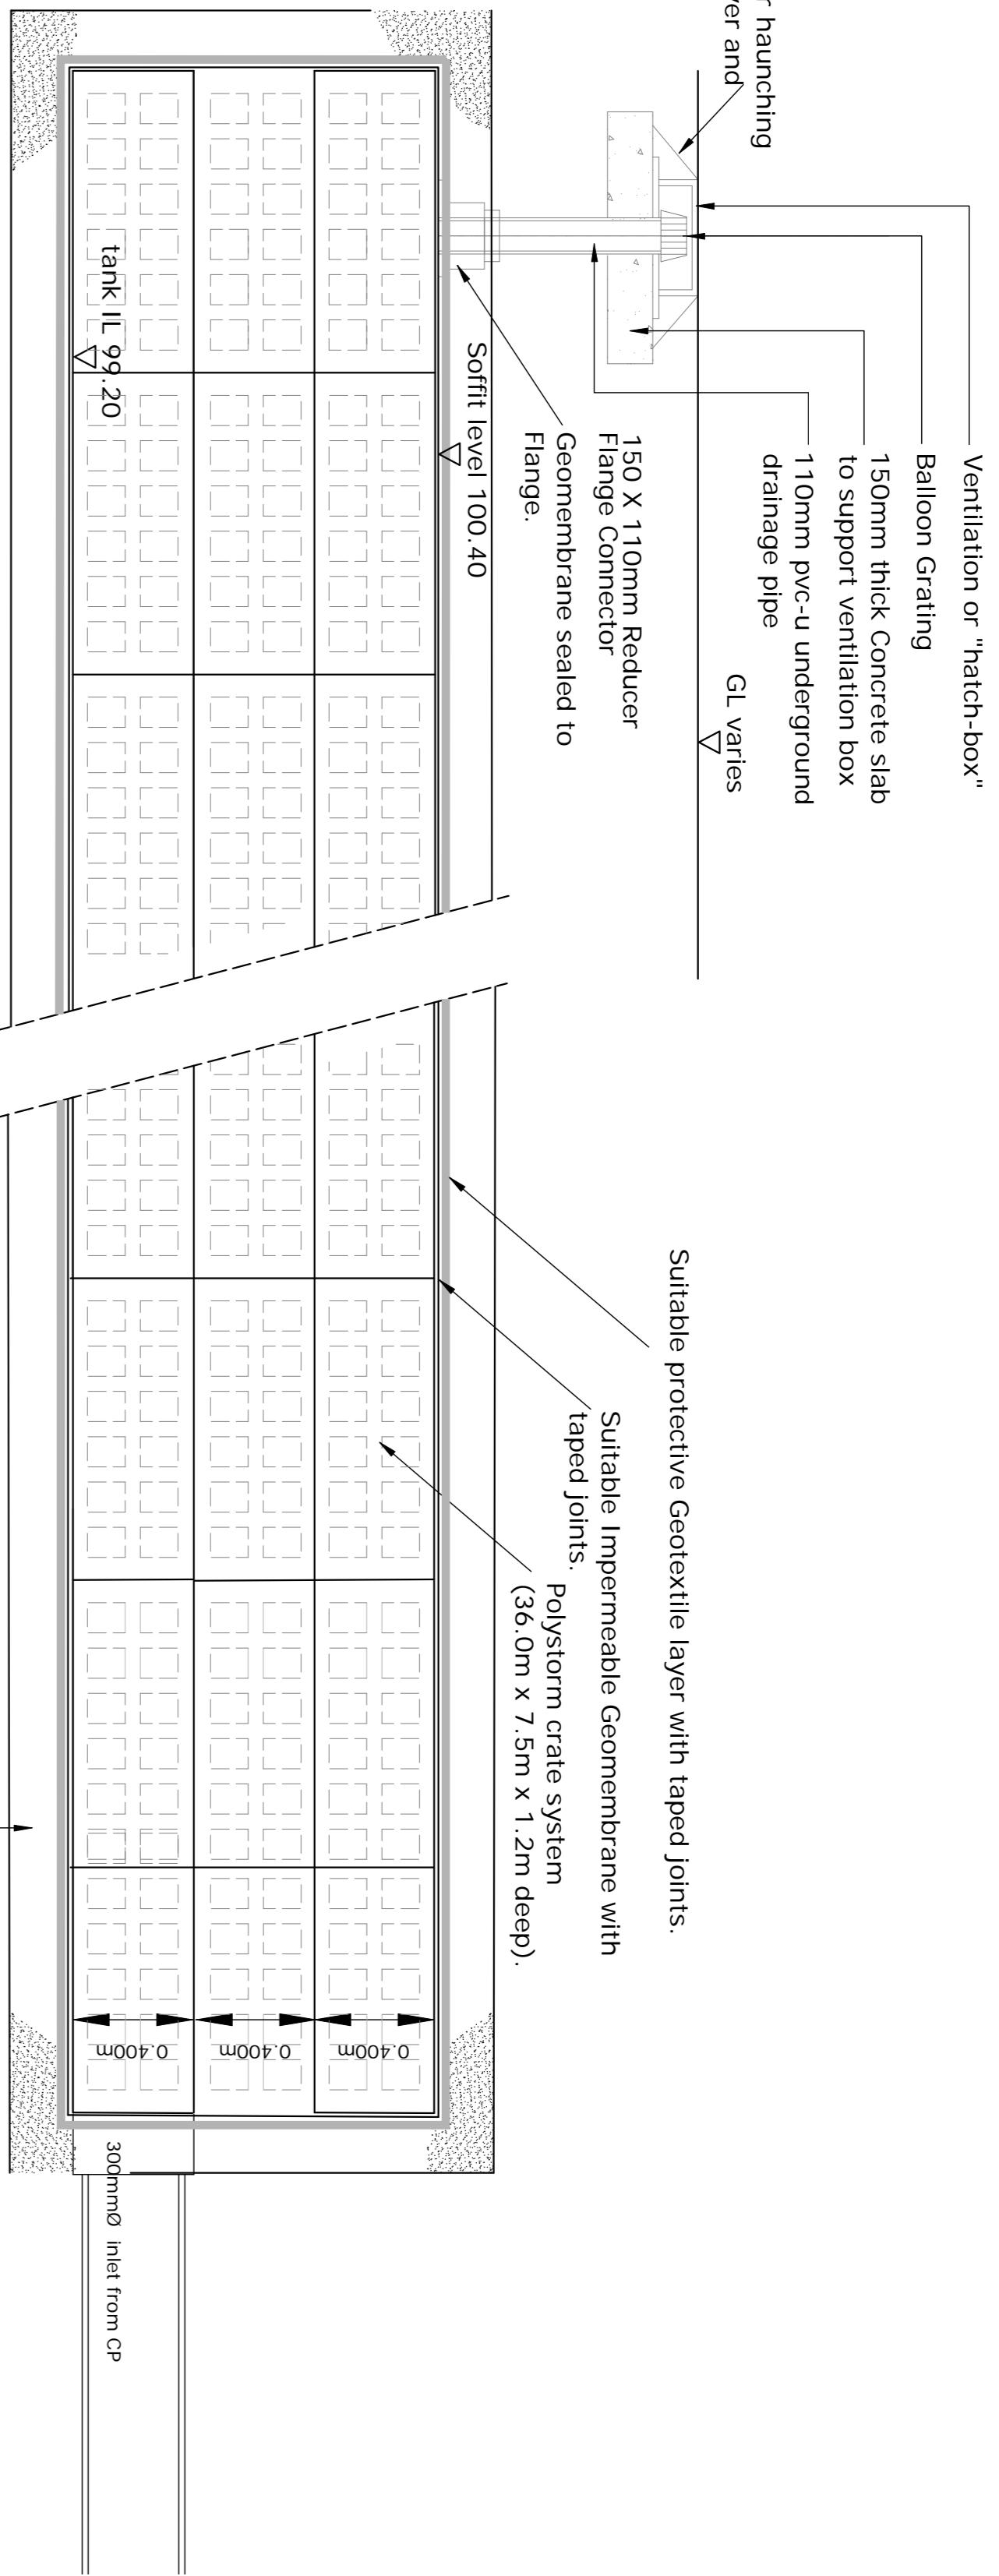 Ventilation or "hatch-box"
Balloon Grating
150mm thick Concrete slab
to support ventilation box
110mm pvc-u underground
drainage pipe
haunching
and
GL varies
150 X 110mm Reducer
Flange Connector
Geomembrane sealed to
Flange.
Soffit level 100.40
tank IL 99.20
Suitable protective Geotextile layer with taped joints.
Suitable Impermeable Geomembrane with
taped joints.
Polystorm crate system
(36.0m x 7.5m x 1.2m deep).
0.400m
0.400m
0.400m
300mmØ inlet from CP